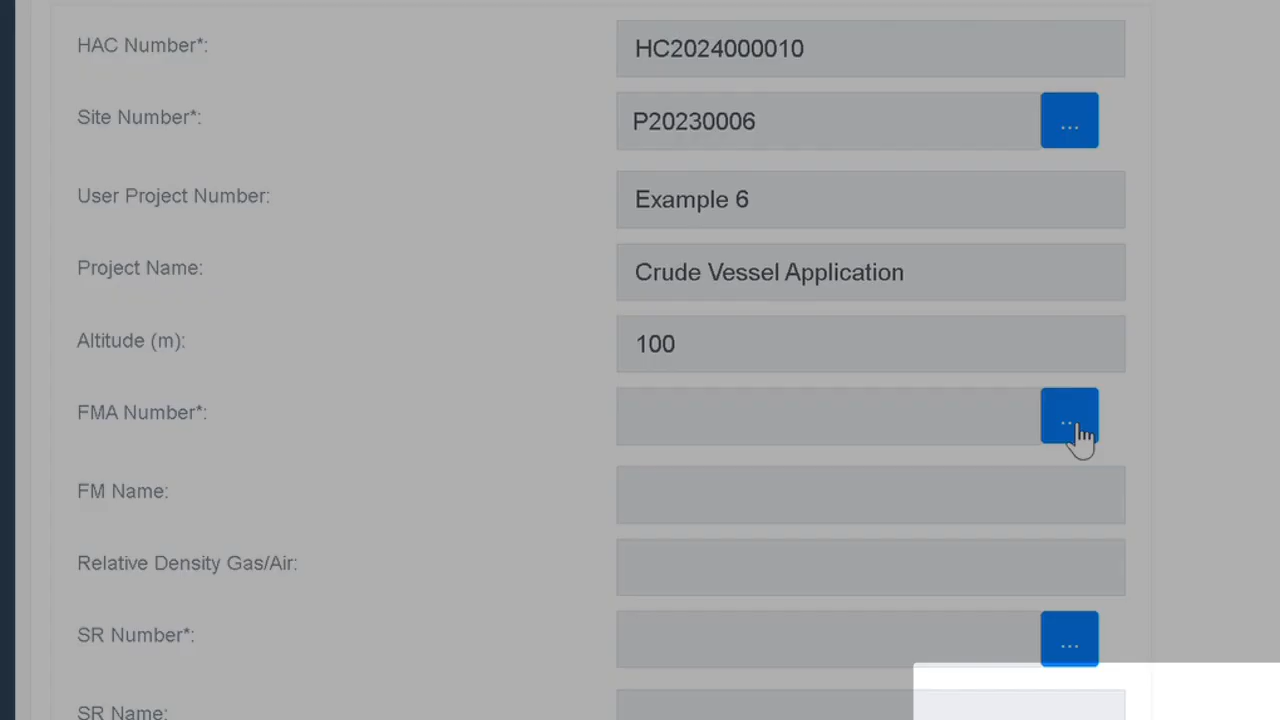 HAC Number*:
HC2024000010
Site Number*:
P20230006
...
User Project Number:
Example 6
Project Name:
Crude Vessel Application
Altitude (m):
100
FMA Number*:
...
FM Name:
Relative Density Gas/Air:
SR Number*:
...
SR Name: